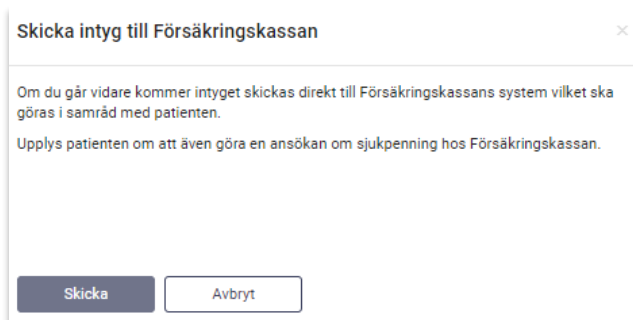 Skicka intyg till Försäkringskassan
Om du går vidare kommer intyget skickas direkt till Försäkringskassans system vilket ska
göras i samråd med patienten.
Upplys patienten om att även göra en ansökan om sjukpenning hos Försäkringskassan.
Skicka
Avbryt